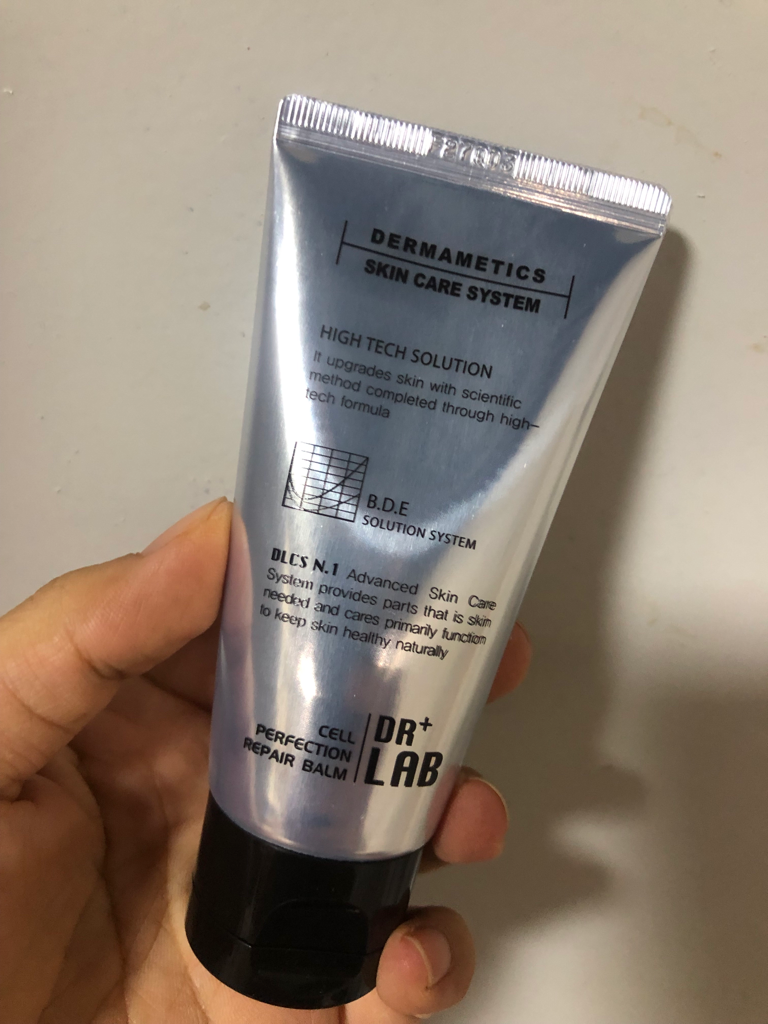 DERMAMETICS
SKIN CARE SYSTEM
HIGH TECH SOLUTION
It upgrades skin with scientific
method completed through high-
tech formula
B.D.E
SOLUTION SYSTEM
DLC'S N.1 Advanced Skin Care
System provides parts that is skin
needed and cares primarily function
to keep skin healthy naturally
CELL
PERFECTION
REPAIR BALM
DR+
LAB